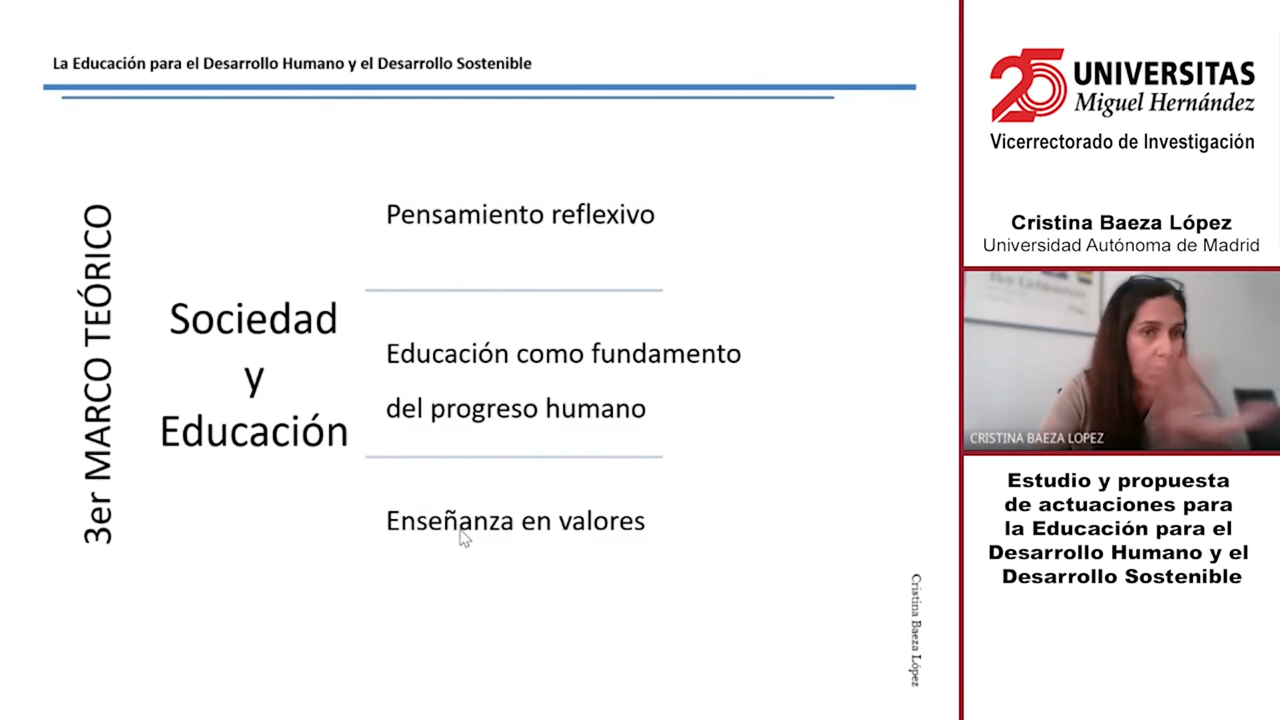 La Educación para el Desarrollo Humano y el Desarrollo Sostenible
3er MARCO TEÓRICO
Sociedad
y
Educación
Pensamiento reflexivo
Educación como fundamento
del progreso humano
Enseñanza en valores
Cristina Baeza López
25 UNIVERSITAS
Miguel Hernández
Vicerrectorado de Investigación
Cristina Baeza López
Universidad Autónoma de Madrid
CRISTINA BAEZA LOPEZ
Estudio y propuesta
de actuaciones para
la Educación para el
Desarrollo Humano y el
Desarrollo Sostenible